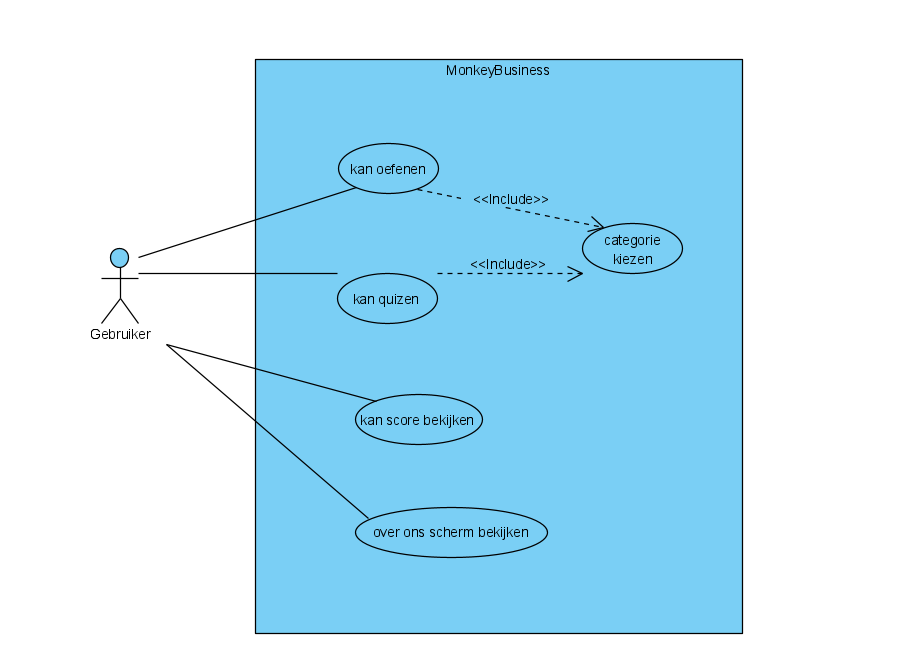 MonkeyBusiness
kan oefenen
<<Include>>
categorie
kiezen
<<Include>>
kan quizen
Gebruiker
kan score bekijken
over ons scherm bekijken